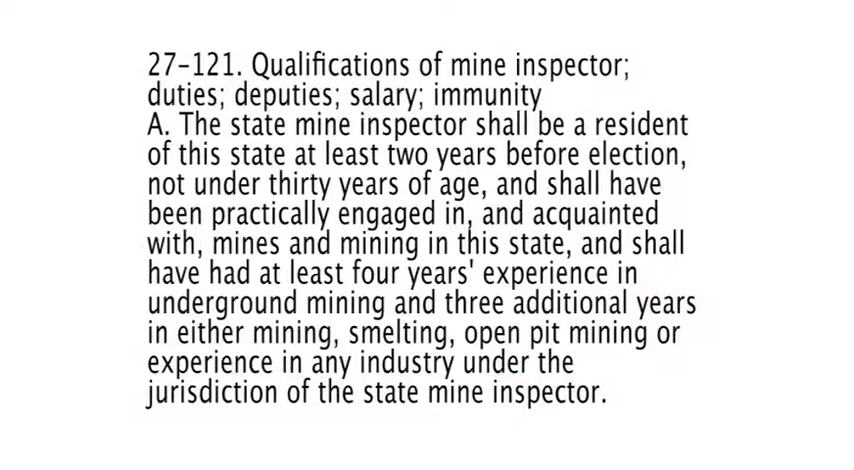 27-121. Qualifications of mine inspector;
duties; deputies; salary; immunity
A. The state mine inspector shall be a resident
of this state at least two years before election,
not under thirty years of age, and shall have
been practically engaged in, and acquainted
with, mines and mining in this state, and shall
have had at least four years' experience in
underground mining and three additional years
in either mining, smelting, open pit mining or
experience in any industry under the
jurisdiction of the state mine inspector.